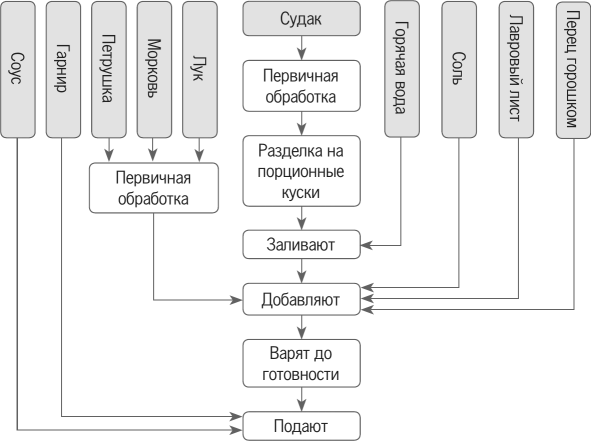 Соус
Гарнир
Петрушка
Морковь
Лук
Судак
Горячая вода
Соль
Лавровый лист
Перец горошком
Первичная
обработка
Разделка на
порционные
куски
Первичная
обработка
Заливают
Добавляют
Варят до
готовности
Подают